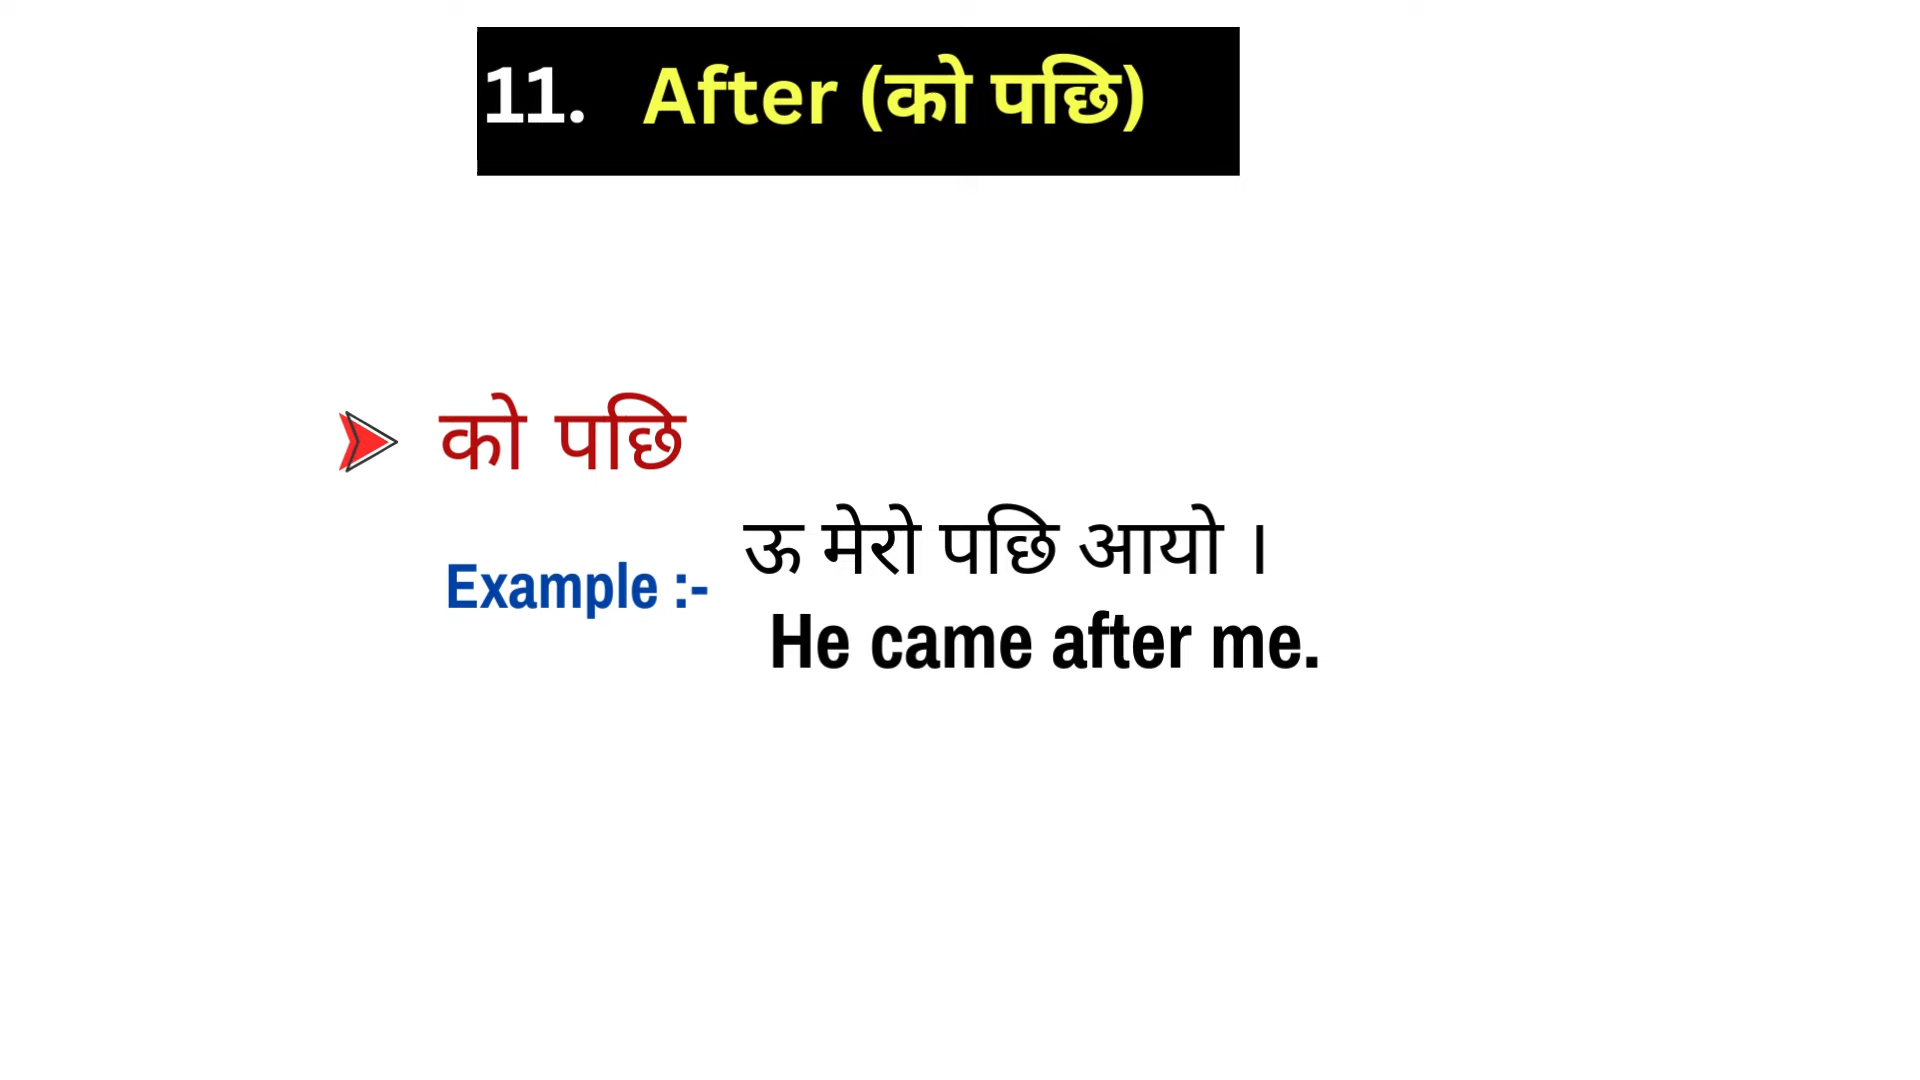 11. After (को पछि)
को पछि
ऊ मेरो पछि आयो ।
Example :-
He came after me.